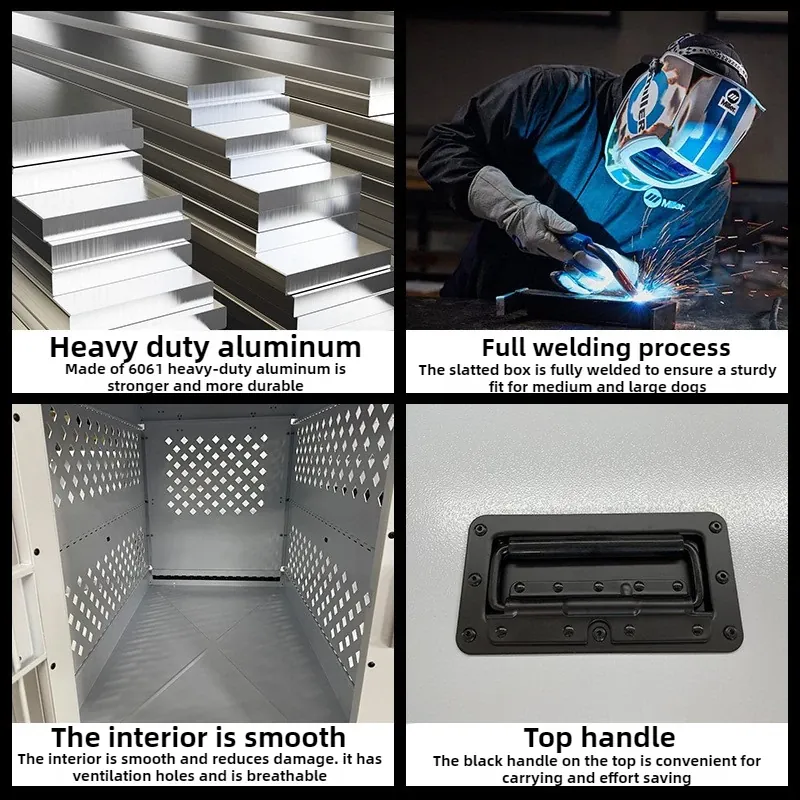 MILLER
Miller
Miller
Heavy duty aluminum
Made of 6061 heavy-duty aluminum is
stronger and more durable
Full welding process
The slatted box is fully welded to ensure a sturdy
fit for medium and large dogs
The interior is smooth
The interior is smooth and reduces damage. it has
ventilation holes and is breathable
Top handle
The black handle on the top is convenient for
carrying and effort saving